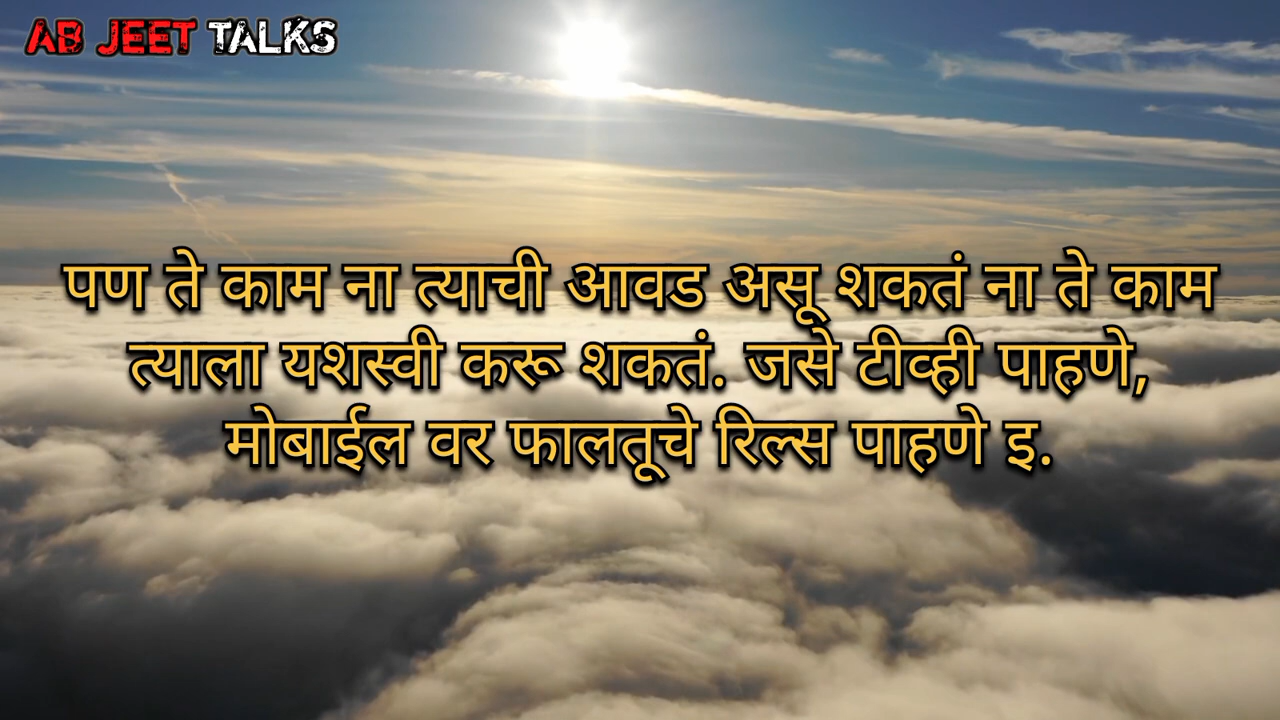 AB JEET TALKS
पण ते काम ना त्याची आवड असू शकतं ना ते काम
त्याला यशस्वी करू शकतं. जसे टीव्ही पाहणे,
मोबाईल वर फालतूचे रिल्स पाहणे इ.